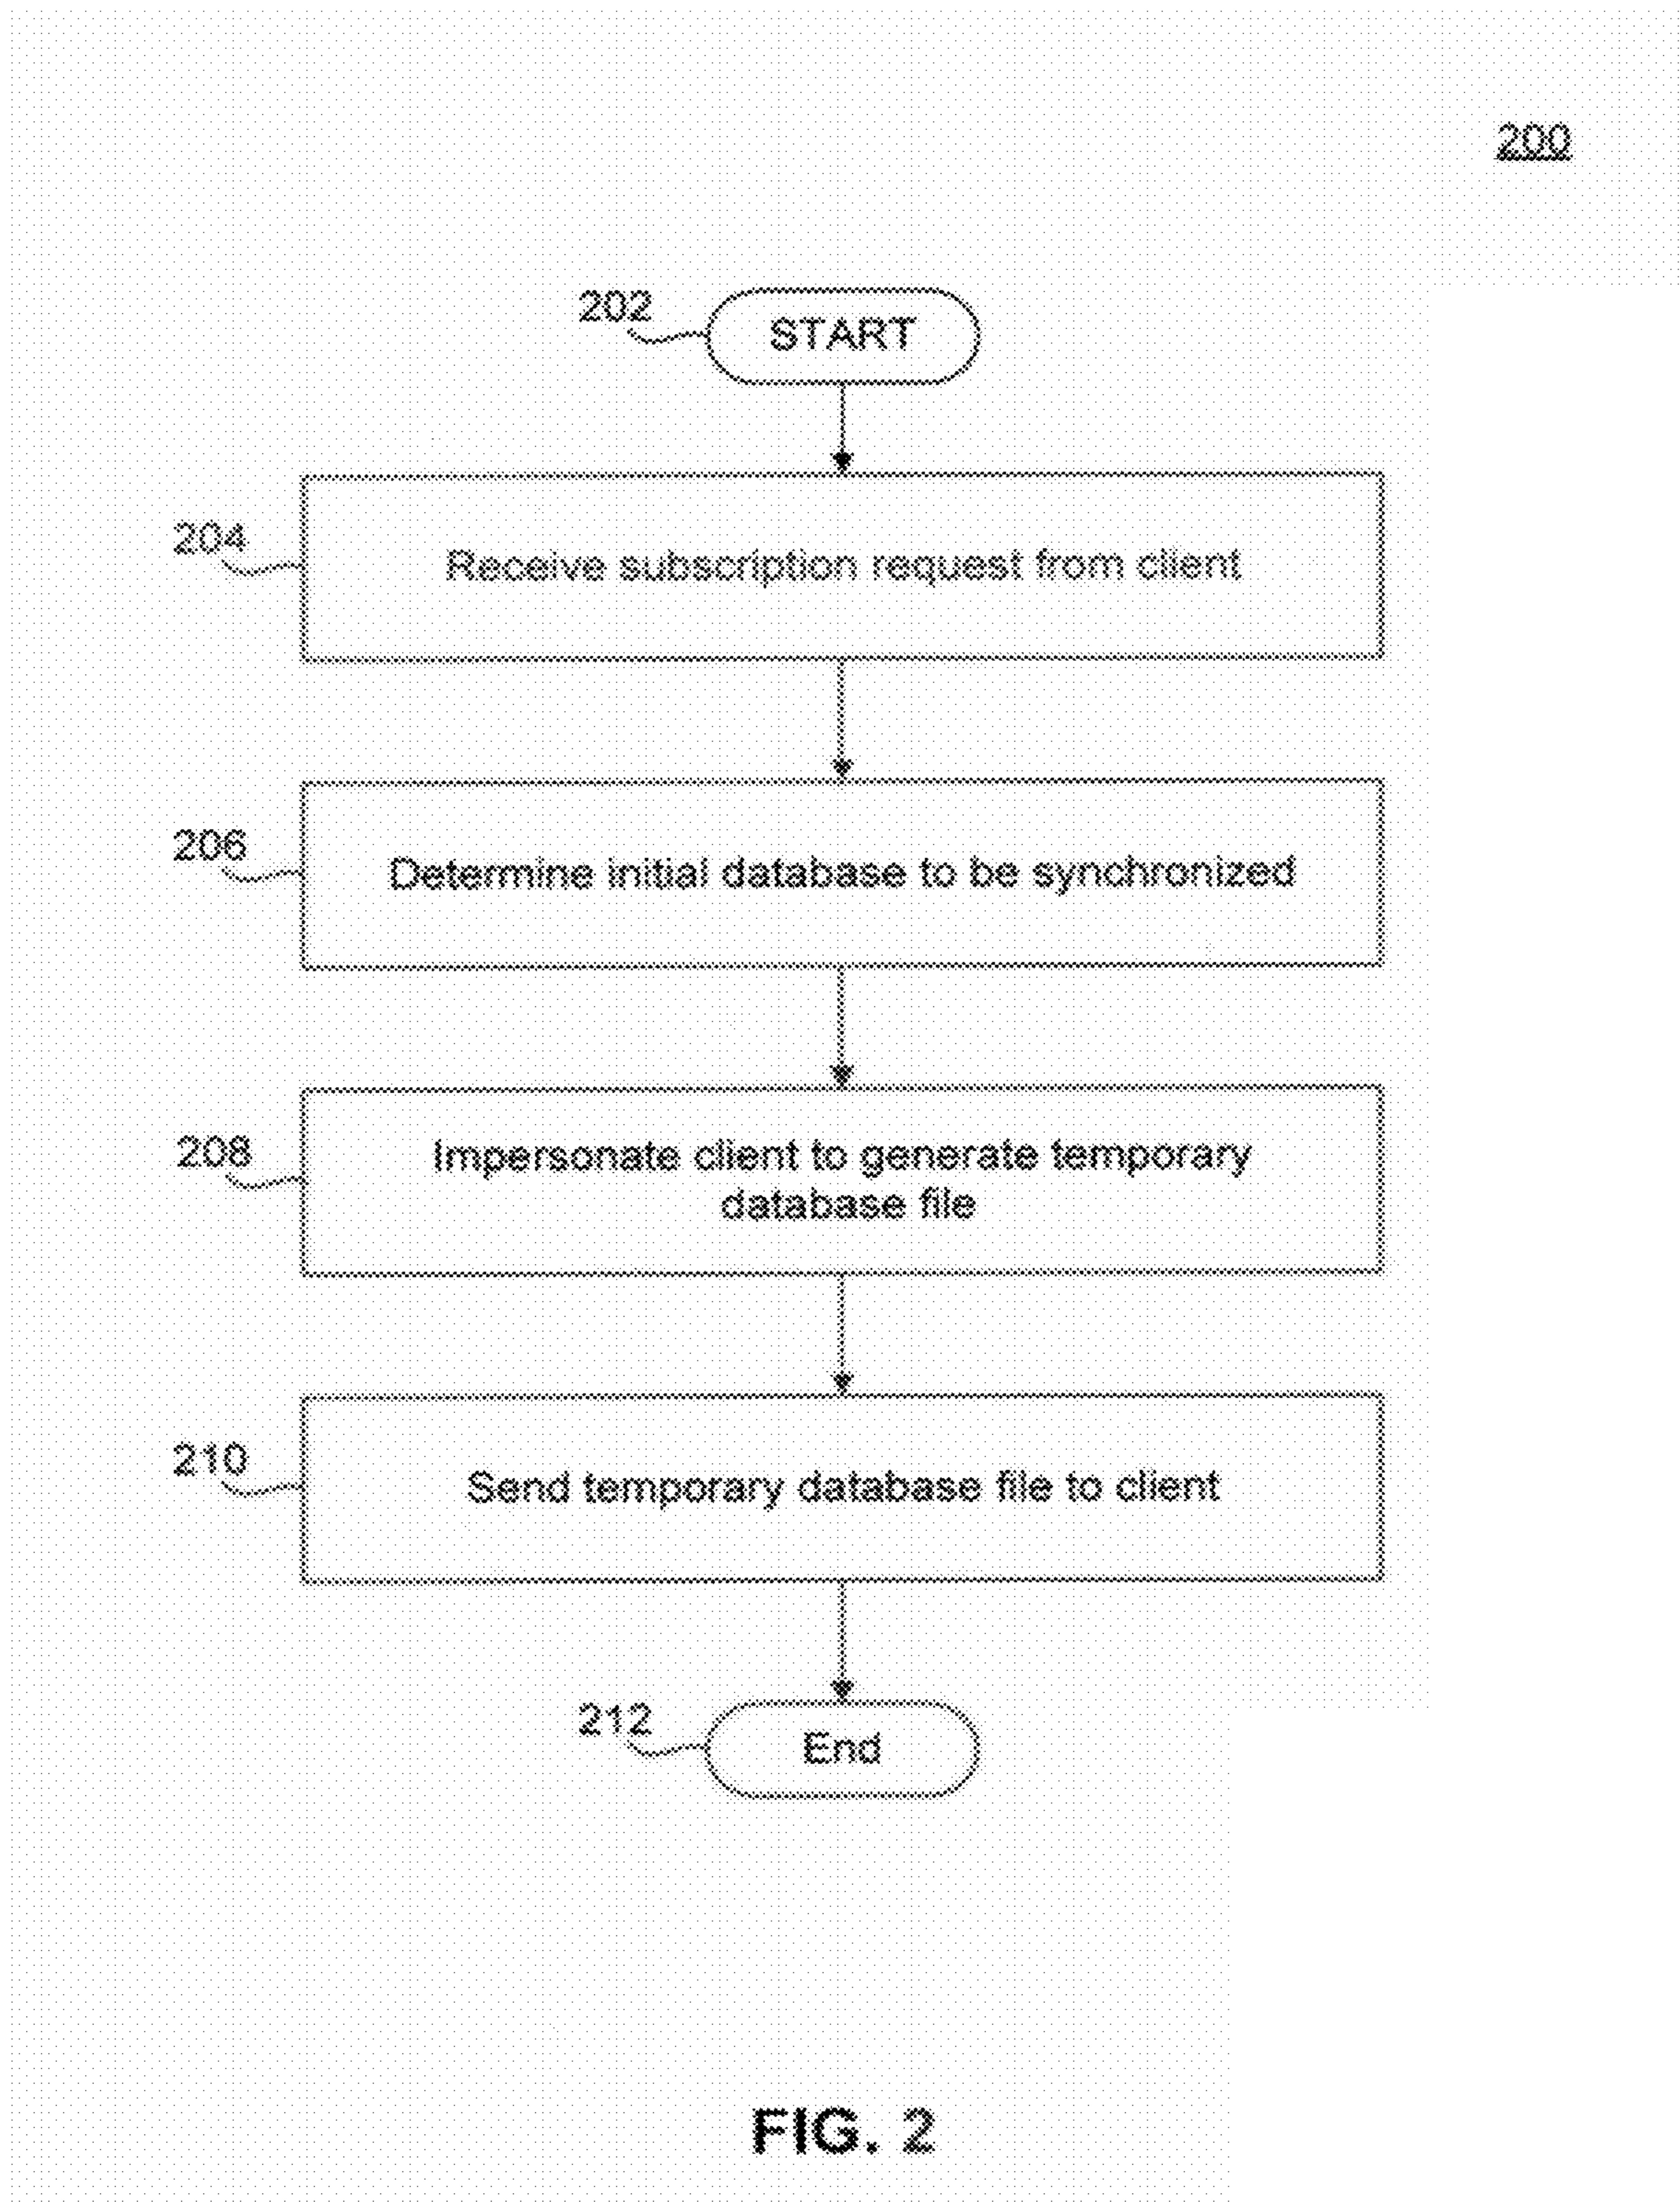 200
202
START
204
Receive subscription request from client
206
Determine initial database to be synchronized
208
Impersonate client to generate temporary
database file
210
Send temporary database file to client
212
End
FIG. 2